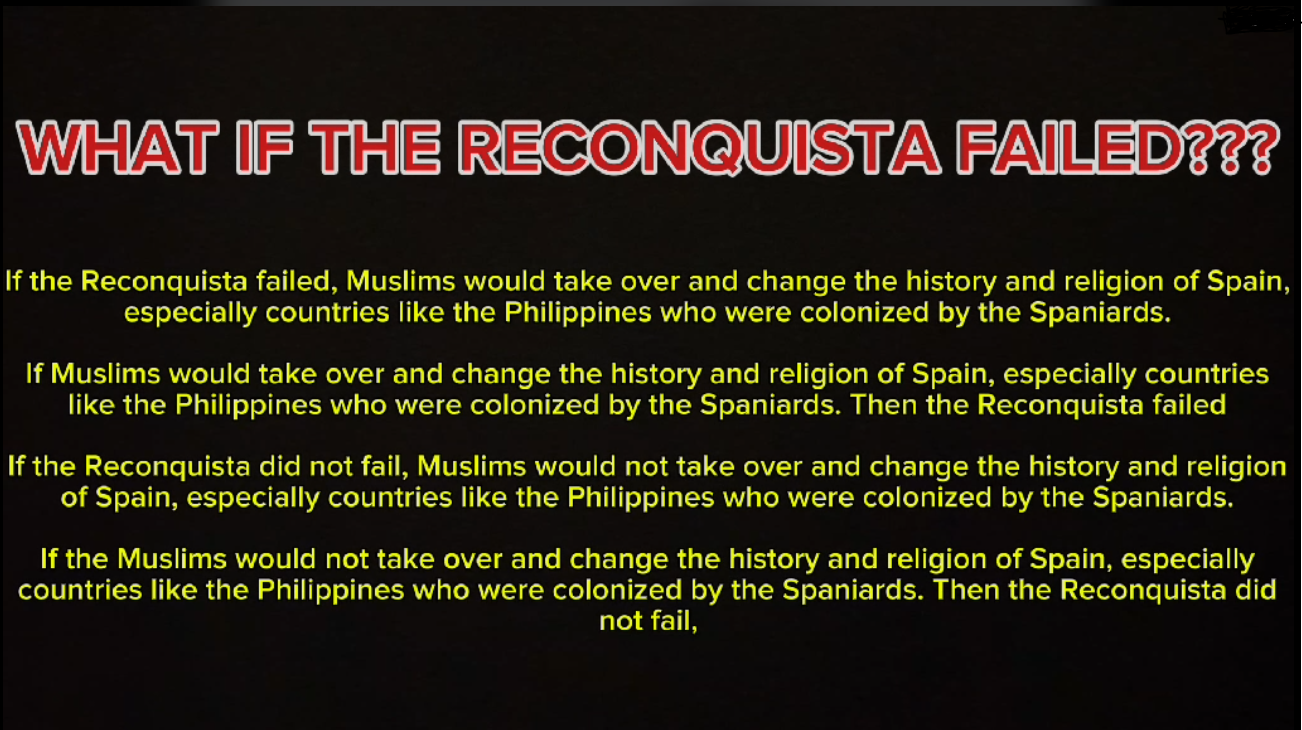 WHAT IF THE RECONQUISTA FAILED???
If the Reconquista failed, Muslims would take over and change the history and religion of Spain,
especially countries like the Philippines who were colonized by the Spaniards.
If Muslims would take over and change the history and religion of Spain, especially countries
like the Philippines who were colonized by the Spaniards. Then the Reconquista failed
If the Reconquista did not fail, Muslims would not take over and change the history and religion
of Spain, especially countries like the Philippines who were colonized by the Spaniards.
If the Muslims would not take over and change the history and religion of Spain, especially
countries like the Philippines who were colonized by the Spaniards. Then the Reconquista did
not fail,